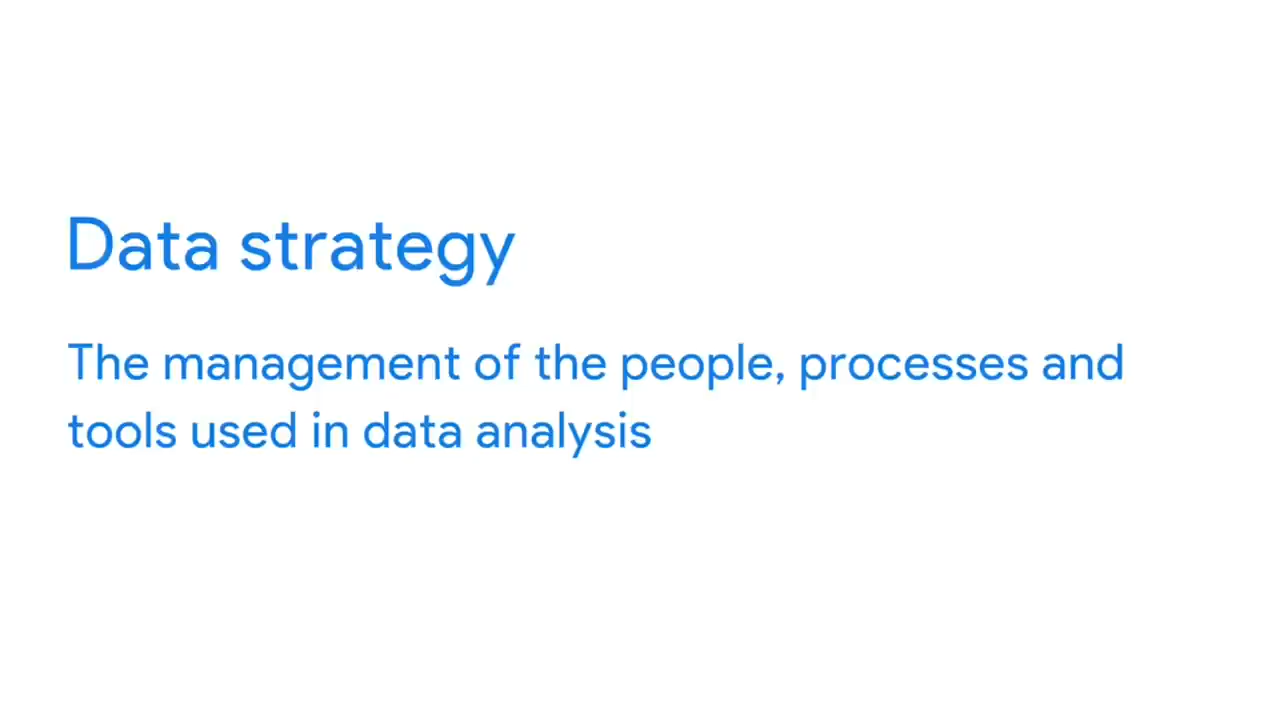 Data strategy
The management of the people, processes and
tools used in data analysis